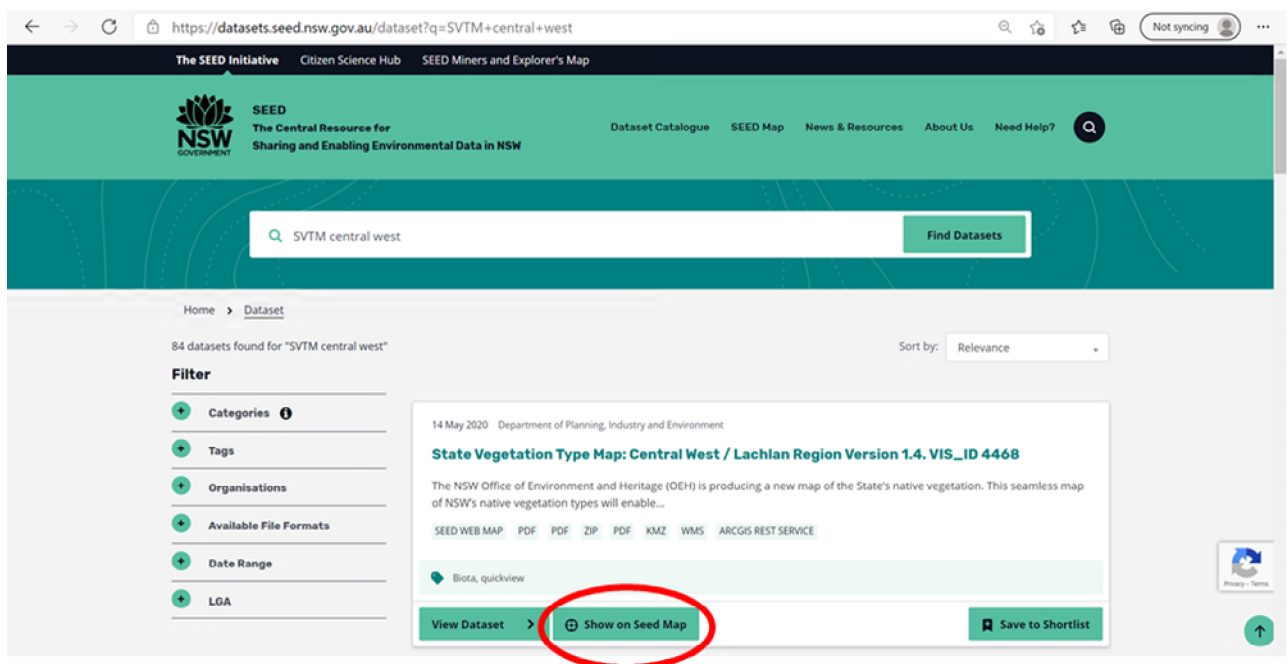 https://datasets.seed.nsw.gov.au/dataset?q=SVTM+central+west
Not syncing
The SEED Initiative Citizen Science Hub SEED Miners and Explorer's Map
NSW
GOVERNMENT
SEED
The Central Resource for
Sharing and Enabling Environmental Data in NSW
Dataset Catalogue SEED Map News & Resources About Us Need Help?
SVTM central west
Find Datasets
Home > Dataset
84 datasets found for "SVTM central west"
Sort by: Relevance
Filter
Categories
Tags
Organisations
Available File Formats
Date Range
LGA
14 May 2020 Department of Planning, Industry and Environment
State Vegetation Type Map: Central West / Lachlan Region Version 1.4. VIS_ID 4468
The NSW Office of Environment and Heritage (OEH) is producing a new map of the State's native vegetation. This seamless map
of NSW's native vegetation types will enable...
SEED WEB MAP PDF PDF ZIP PDF KMZ WMS ARCGIS REST SERVICE
Biota, quickview
View Dataset > Show on Seed Map Save to Shortlist
Privacy - Terms